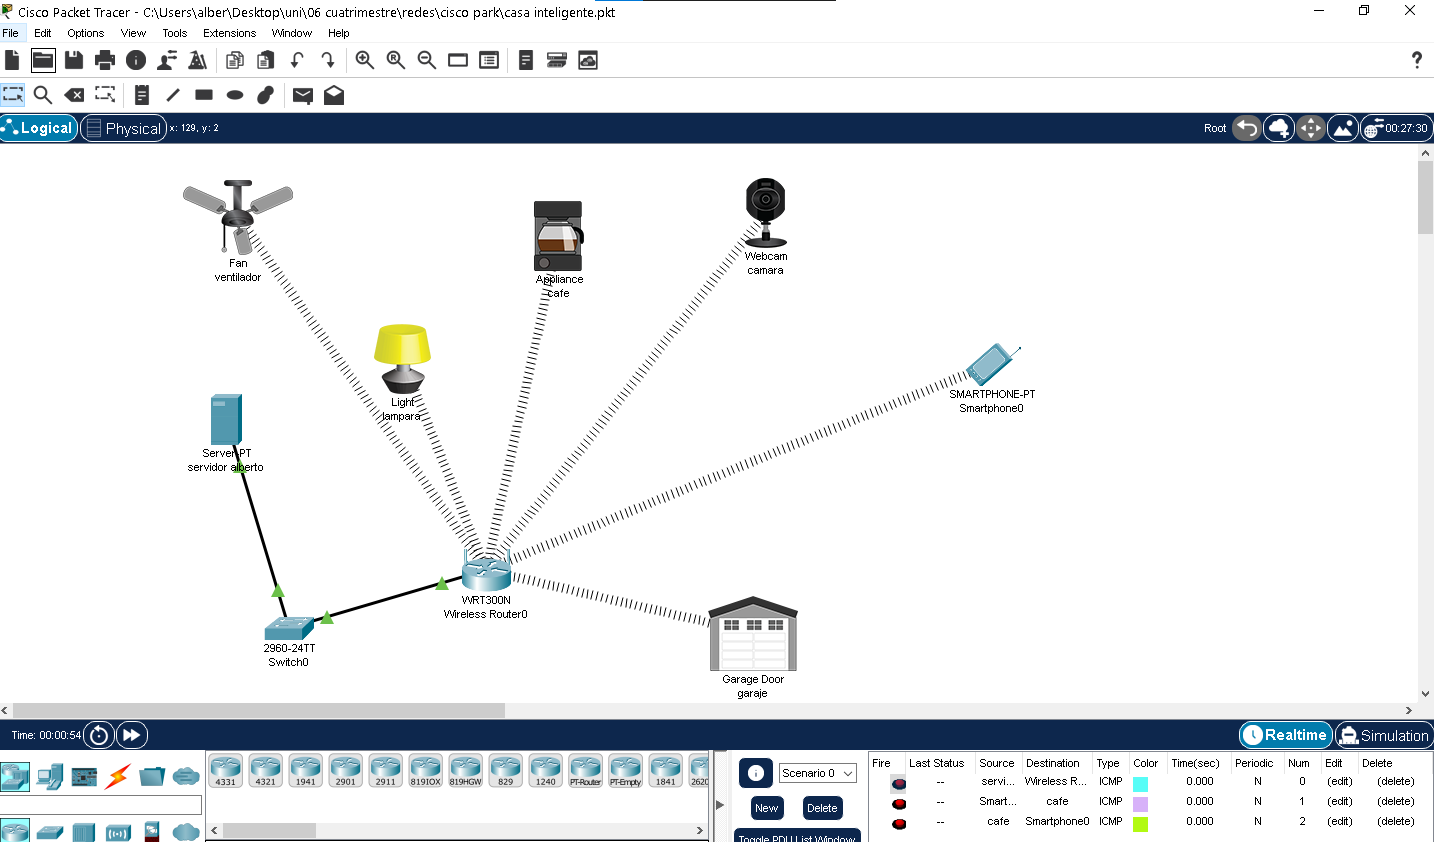 Cisco Packet Tracer - C:\Users\alber\Desktop\uni\06 cuatrimestre\redes\cisco park\casa inteligente.pkt
File Edit Options View Tools Extensions Window Help
?
Logical Physical x: 129, y: 2 Root 00:27:30
Fan
ventilador
Appliance
cafe
Webcam
camara
Light
lampara
SMARTPHONE-PT
Smartphone0
Server-PT
servidor alberto
WRT300N
Wireless Router0
2960-24TT
Switch0
Garage Door
garaje
Time: 00:00:54 Realtime Simulation
4331 4321 1941 2901 2911 819IOX 819HGW 829 1240 PT-Router PT-Empty 1841 2620
Scenario 0
New Delete
Toggle PDU List Window
Fire Last Status Source Destination Type Color Time(sec) Periodic Num Edit Delete
-- servi... Wireless R... ICMP 0.000 N 0 (edit) (delete)
-- Smart... cafe ICMP 0.000 N 1 (edit) (delete)
-- cafe Smartphone0 ICMP 0.000 N 2 (edit) (delete)